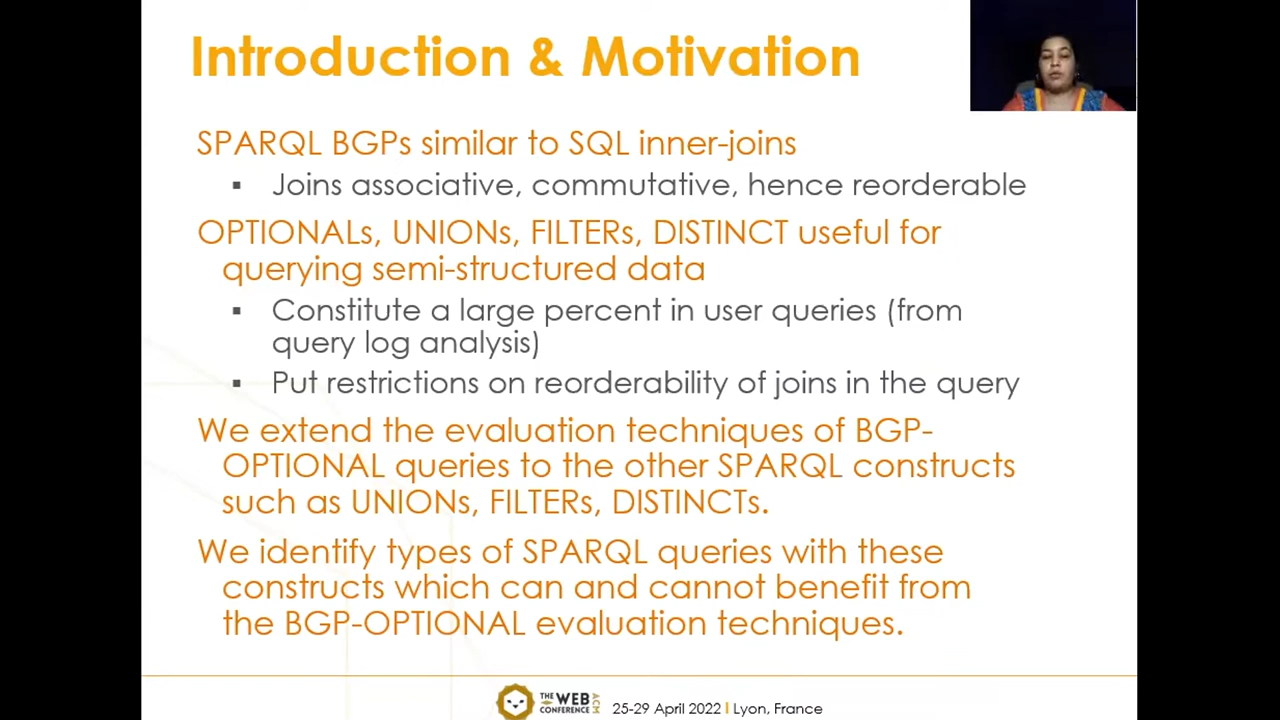 Introduction & Motivation
SPARQL BGPs similar to SQL inner-joins
▪ Joins associative, commutative, hence reorderable
OPTIONALs, UNIONs, FILTERs, DISTINCT useful for
querying semi-structured data
▪ Constitute a large percent in user queries (from
query log analysis)
▪ Put restrictions on reorderability of joins in the query
We extend the evaluation techniques of BGP-
OPTIONAL queries to the other SPARQL constructs
such as UNIONs, FILTERs, DISTINCTs.
We identify types of SPARQL queries with these
constructs which can and cannot benefit from
the BGP-OPTIONAL evaluation techniques.
THE WEB
CONFERENCE
ACM
25-29 April 2022 | Lyon, France